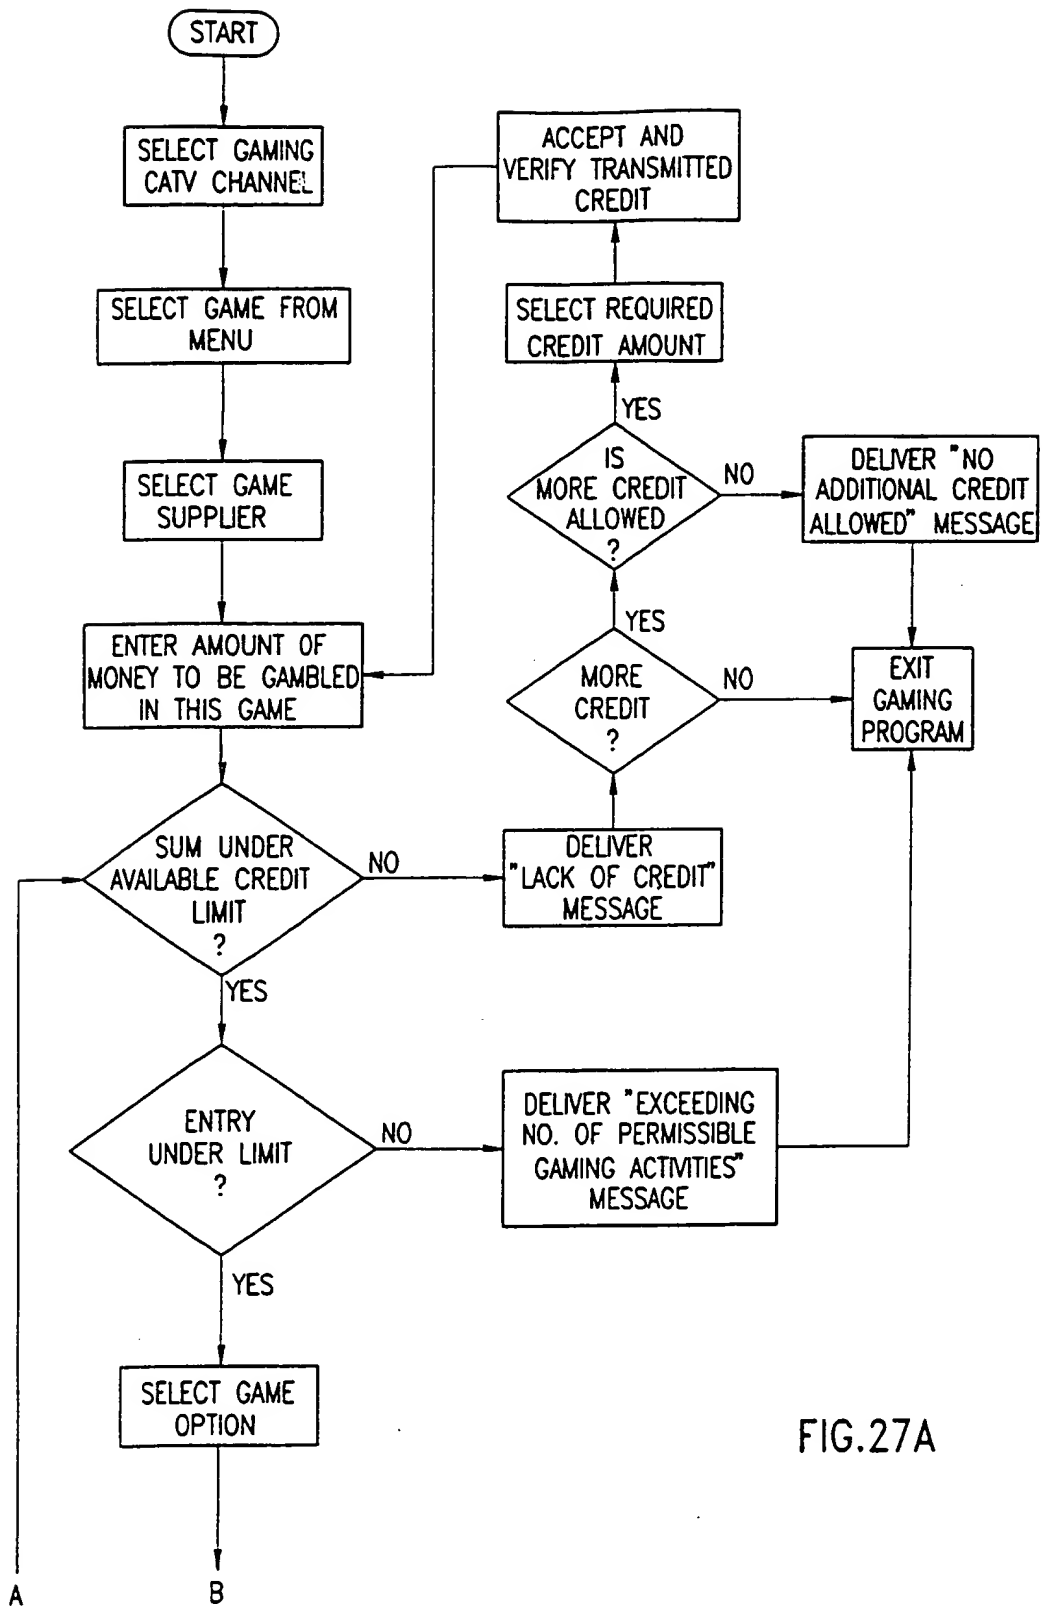 START
SELECT GAMING
CATV CHANNEL
SELECT GAME FROM
MENU
SELECT GAME
SUPPLIER
ENTER AMOUNT OF
MONEY TO BE GAMBLED
IN THIS GAME
SUM UNDER
AVAILABLE CREDIT
LIMIT
?
NO
YES
ENTRY
UNDER LIMIT
?
NO
YES
SELECT GAME
OPTION
A
B
ACCEPT AND
VERIFY TRANSMITTED
CREDIT
SELECT REQUIRED
CREDIT AMOUNT
YES
IS
MORE CREDIT
ALLOWED
?
NO
YES
MORE
CREDIT
?
NO
DELIVER
"LACK OF CREDIT"
MESSAGE
DELIVER "NO
ADDITIONAL CREDIT
ALLOWED" MESSAGE
EXIT
GAMING
PROGRAM
DELIVER "EXCEEDING
NO. OF PERMISSIBLE
GAMING ACTIVITIES"
MESSAGE
FIG.27A